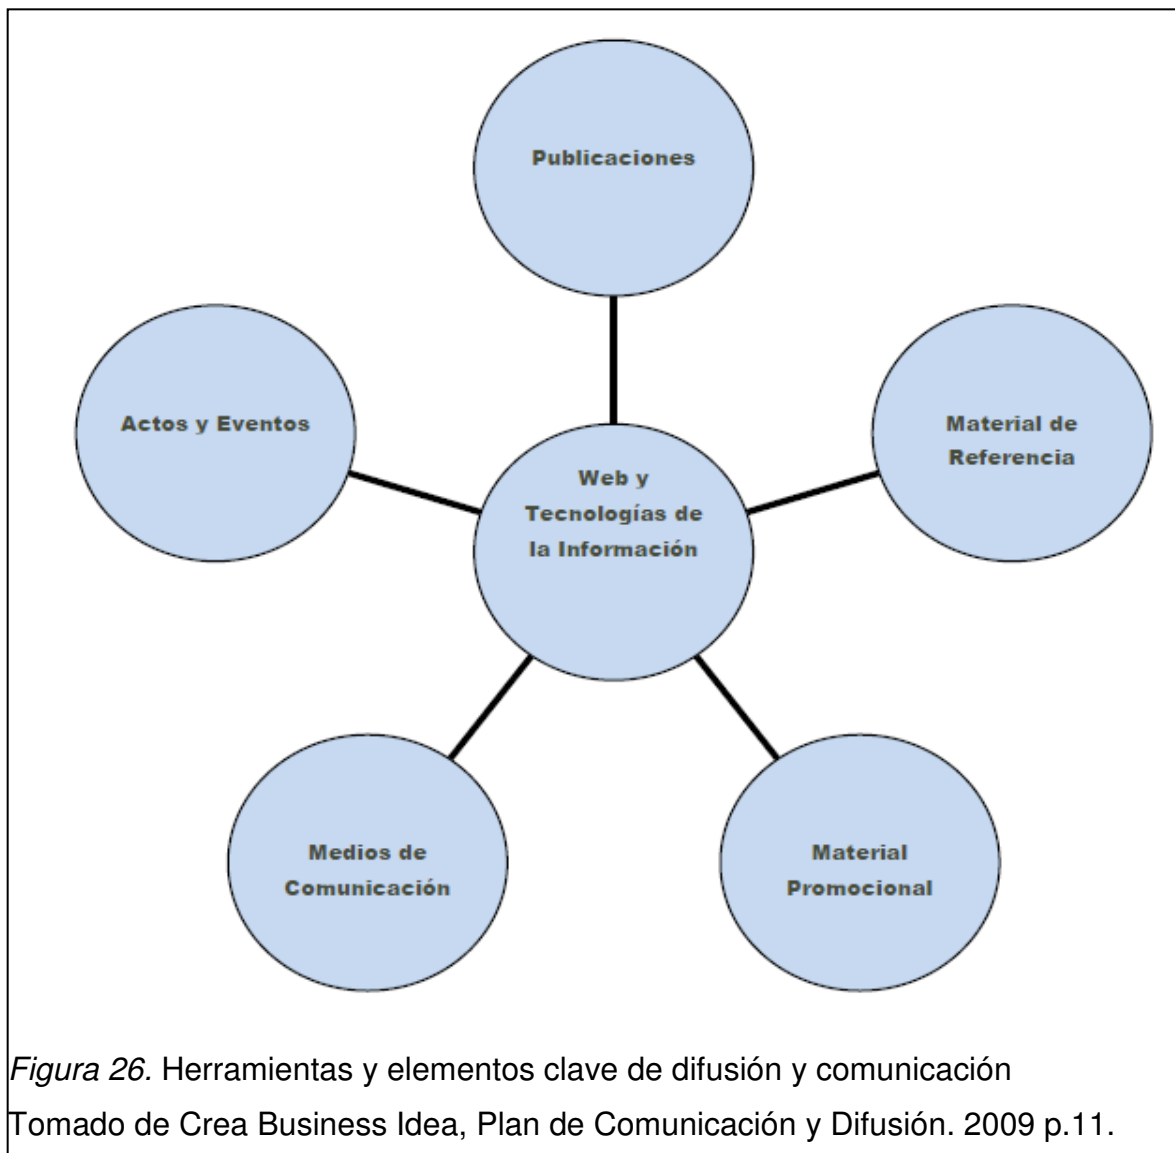 Publicaciones
Actos y Eventos
Material de
Referencia
Web y
Tecnologías de
la Información
Medios de
Comunicación
Material
Promocional
Figura 26. Herramientas y elementos clave de difusión y comunicación
Tomado de Crea Business Idea, Plan de Comunicación y Difusión. 2009 p.11.